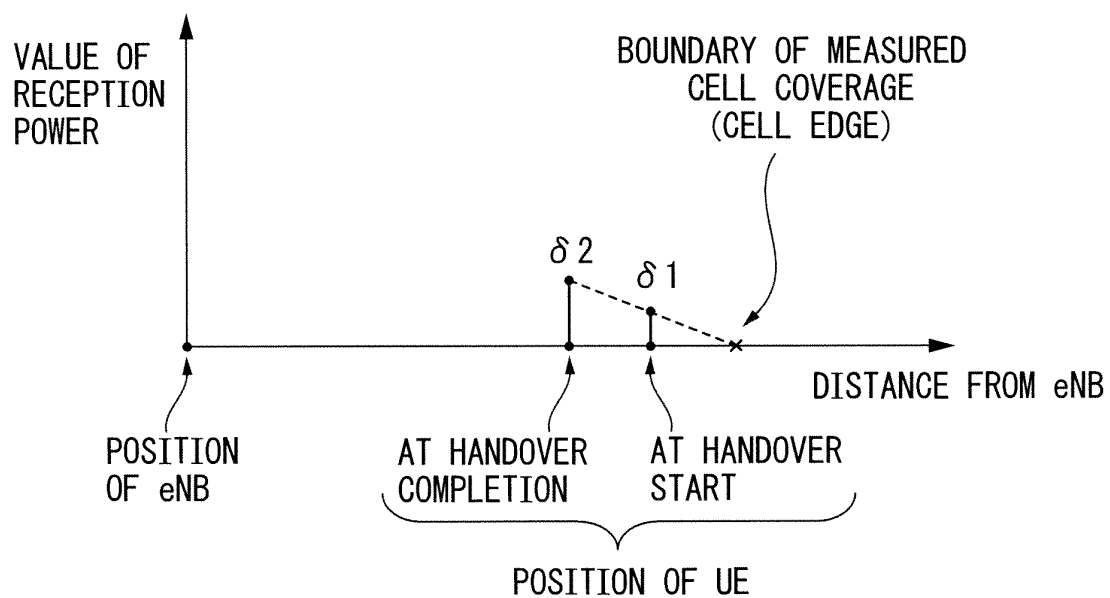 VALUE OF
RECEPTION
POWER
BOUNDARY OF MEASURED
CELL COVERAGE
(CELL EDGE)
δ2
δ1
DISTANCE FROM eNB
POSITION
OF eNB
AT HANDOVER
COMPLETION
AT HANDOVER
START
POSITION OF UE